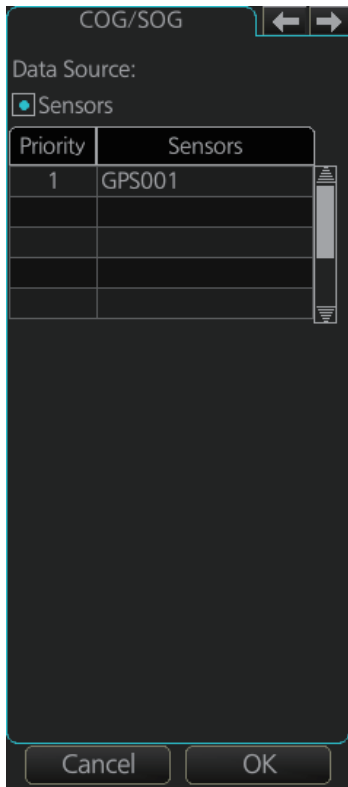 COG/SOG
Data Source:
Sensors
Priority Sensors
1 GPS001
Cancel OK